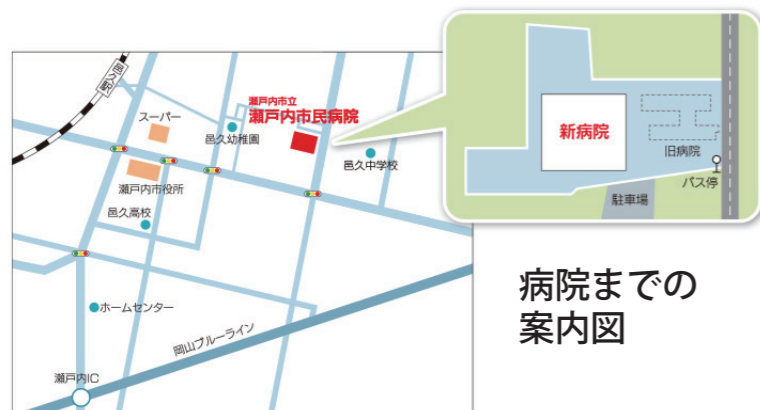 邑久駅
スーパー
瀬戸内市立
瀬戸内市民病院
邑久幼稚園
邑久中学校
瀬戸内市役所
邑久高校
ホームセンター
岡山ブルーライン
瀬戸内IC
新病院
旧病院
バス停
駐車場
病院までの
案内図